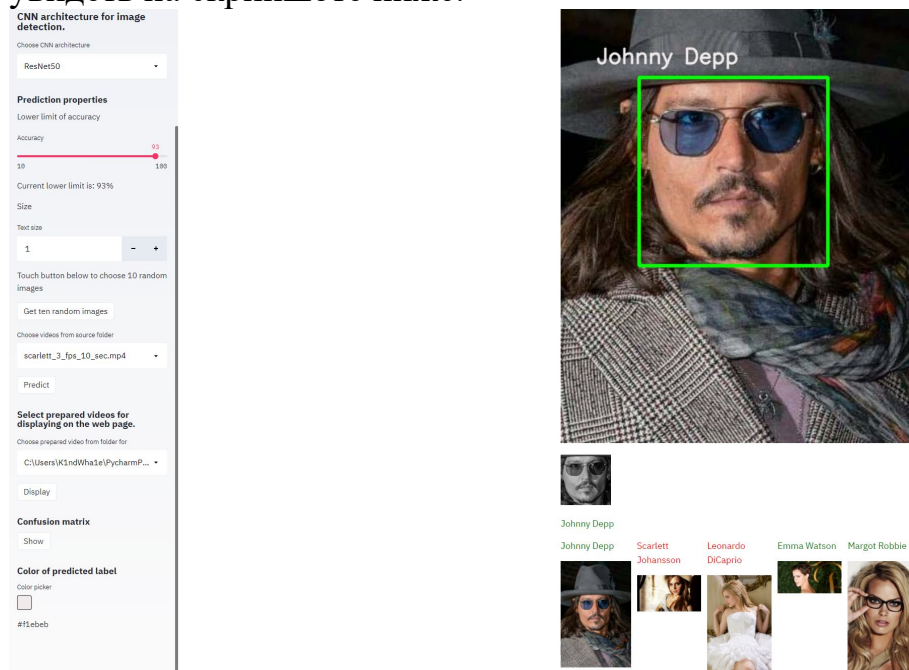 увидеть на скриншоте ниже.
CNN architecture for image
detection.
Choose CNN architecture
ResNet50
Prediction properties
Lower limit of accuracy
Accuracy
93
10 100
Current lower limit is: 93%
Size
Text size
1 - +
Touch button below to choose 10 random
images
Get ten random images
Choose videos from source folder
scarlett_3_fps_10_sec.mp4
Predict
Select prepared videos for
displaying on the web page.
Choose prepared video from folder for
C:\Users\K1ndWha1e\PycharmP...
Display
Confusion matrix
Show
Color of predicted label
Color picker
#f1ebeb
Johnny Depp
Johnny Depp
Johnny Depp
Scarlett
Johansson
Leonardo
DiCaprio
Emma Watson
Margot Robbie